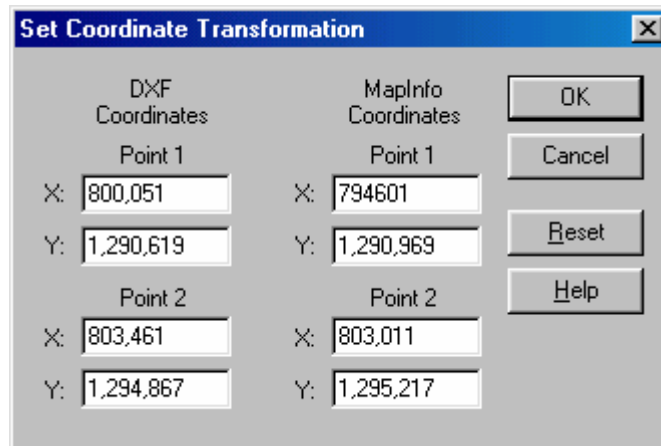 Set Coordinate Transformation
DXF
Coordinates
MapInfo
Coordinates
Point 1
Point 1
X: 800,051
X: 794601
Y: 1,290,619
Y: 1,290,969
Point 2
Point 2
X: 803,461
X: 803,011
Y: 1,294,867
Y: 1,295,217
OK
Cancel
Reset
Help